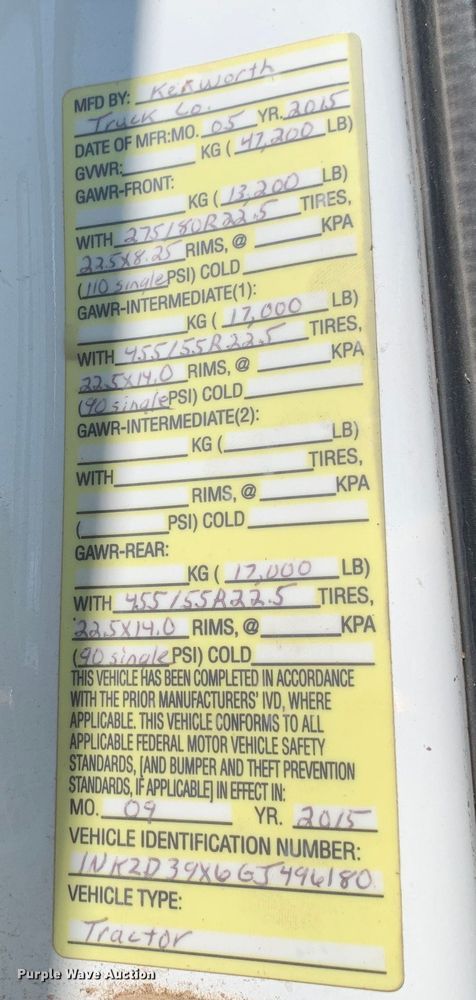 MFD BY: Kenworth
Truck Co.
DATE OF MFR:MO. 05 YR. 2015
GVWR: KG ( 47,200 LB)
GAWR-FRONT:
KG ( 13,200 LB)
WITH 275/80R22.5 TIRES,
22.5X8.25 RIMS, @ KPA
(110 single PSI) COLD
GAWR-INTERMEDIATE(1):
KG ( 17,000 LB)
WITH 455/55R22.5 TIRES,
22.5X14.0 RIMS, @ KPA
(90 single PSI) COLD
GAWR-INTERMEDIATE(2):
KG ( LB)
WITH TIRES,
RIMS, @ KPA
( PSI) COLD
GAWR-REAR:
KG ( 17,000 LB)
WITH 455/55R22.5 TIRES,
22.5X14.0 RIMS, @ KPA
(90 single PSI) COLD
THIS VEHICLE HAS BEEN COMPLETED IN ACCORDANCE
WITH THE PRIOR MANUFACTURERS' IVD, WHERE
APPLICABLE. THIS VEHICLE CONFORMS TO ALL
APPLICABLE FEDERAL MOTOR VEHICLE SAFETY
STANDARDS, [AND BUMPER AND THEFT PREVENTION
STANDARDS, IF APPLICABLE] IN EFFECT IN:
MO. 09 YR. 2015
VEHICLE IDENTIFICATION NUMBER:
1NKZD39X6GJ496180
VEHICLE TYPE:
Tractor
Purple Wave Auction